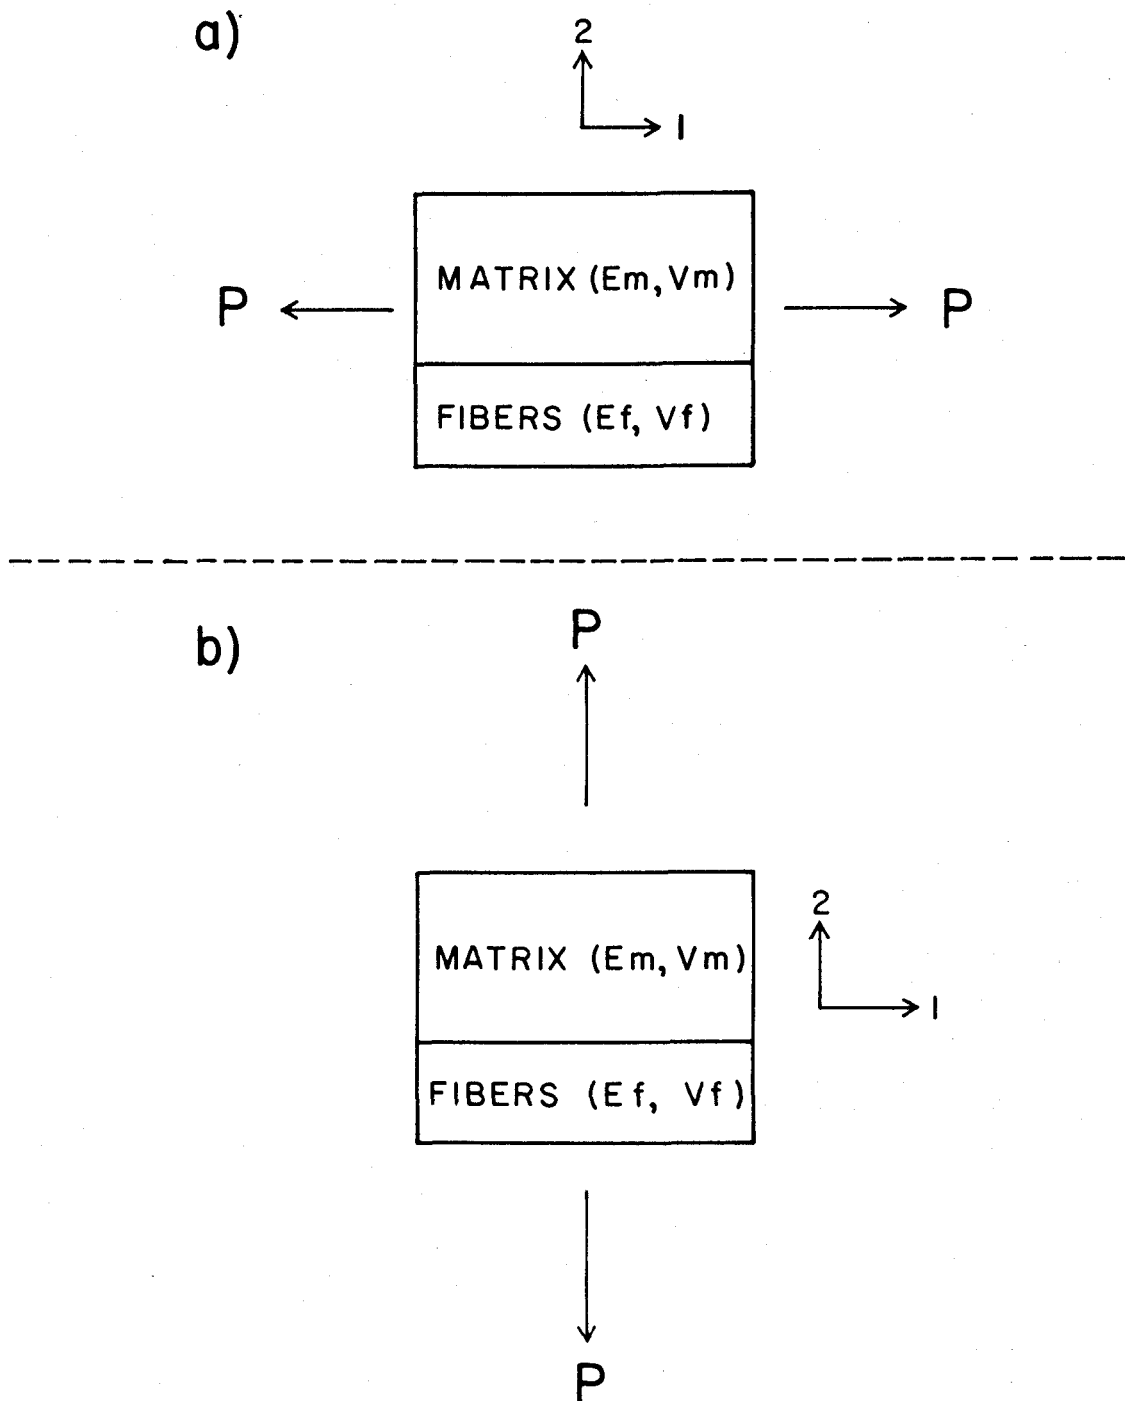 a)
2
1
MATRIX (Em, Vm)
P
P
FIBERS (Ef, Vf)
b)
P
2
MATRIX (Em, Vm)
1
FIBERS (Ef, Vf)
P